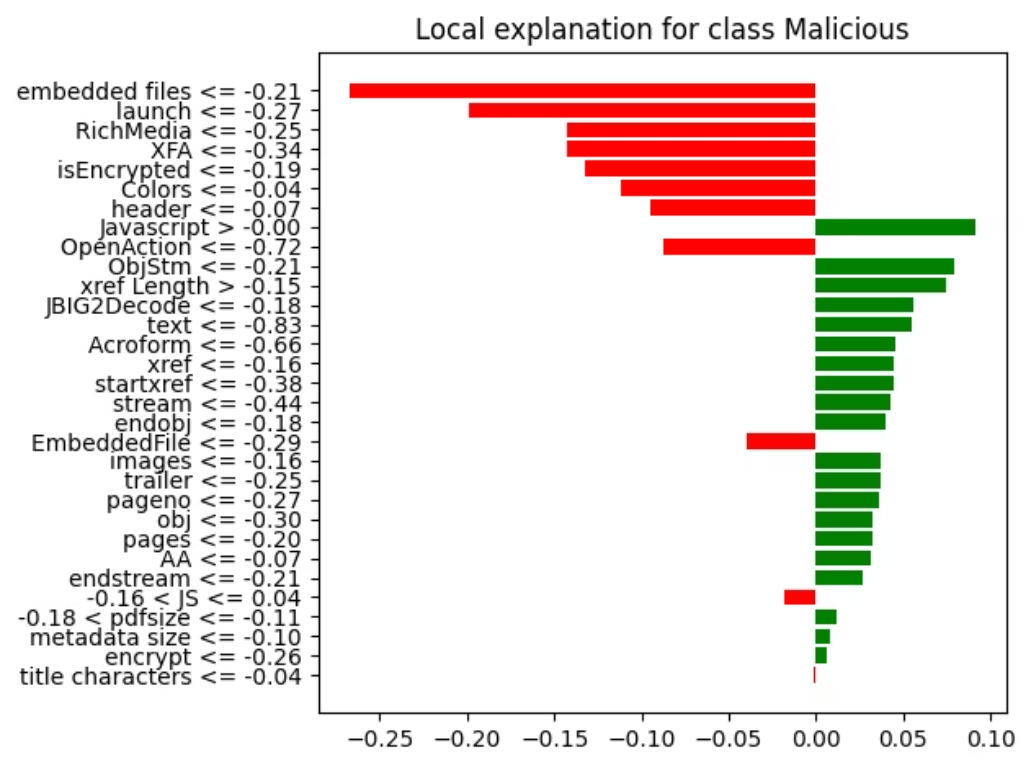 Local explanation for class Malicious
embedded files <= -0.21
launch <= -0.27
RichMedia <= -0.25
XFA <= -0.34
isEncrypted <= -0.19
Colors <= -0.04
header <= -0.07
Javascript > -0.00
OpenAction <= -0.72
ObjStm <= -0.21
xref Length > -0.15
JBIG2Decode <= -0.18
text <= -0.83
Acroform <= -0.66
xref <= -0.16
startxref <= -0.38
stream <= -0.44
endobj <= -0.18
EmbeddedFile <= -0.29
images <= -0.16
trailer <= -0.25
pageno <= -0.27
obj <= -0.30
pages <= -0.20
AA <= -0.07
endstream <= -0.21
-0.16 < JS <= 0.04
-0.18 < pdfsize <= -0.11
metadata size <= -0.10
encrypt <= -0.26
title characters <= -0.04
−0.25 −0.20 −0.15 −0.10 −0.05 0.00 0.05 0.10